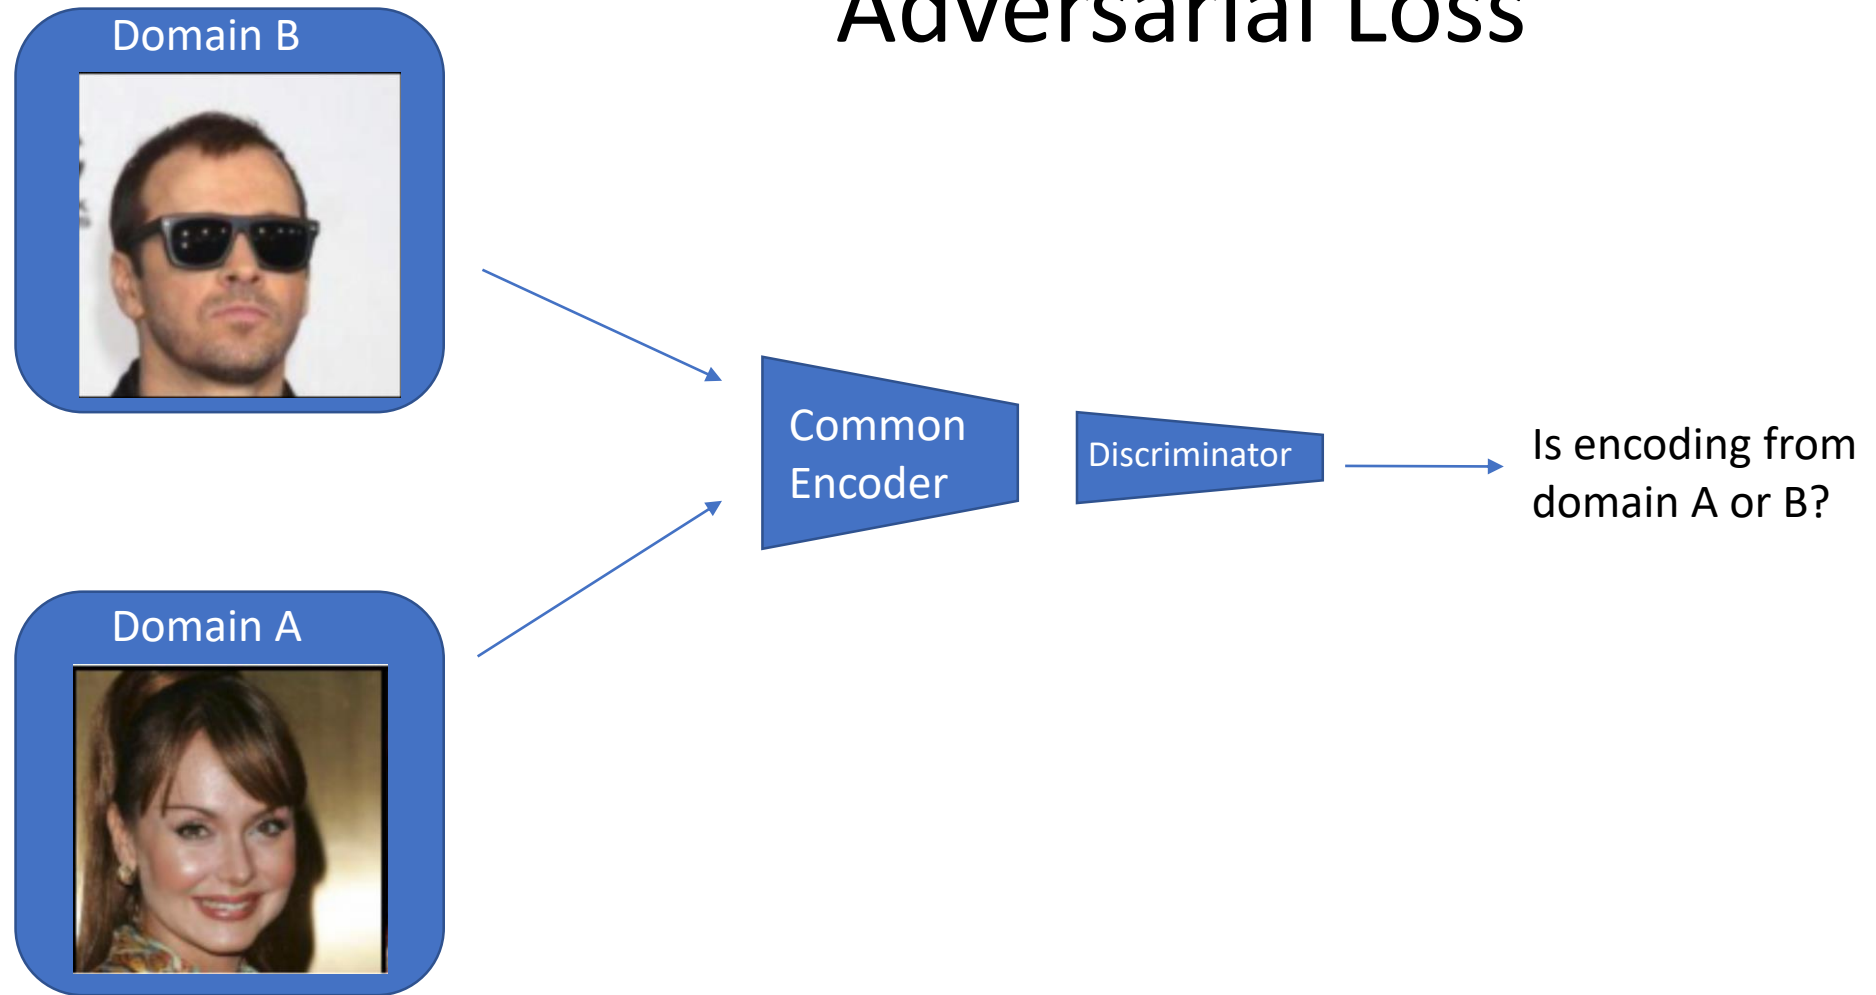 Adversarial Loss
Domain B
Common
Encoder
Discriminator
Is encoding from
domain A or B?
Domain A